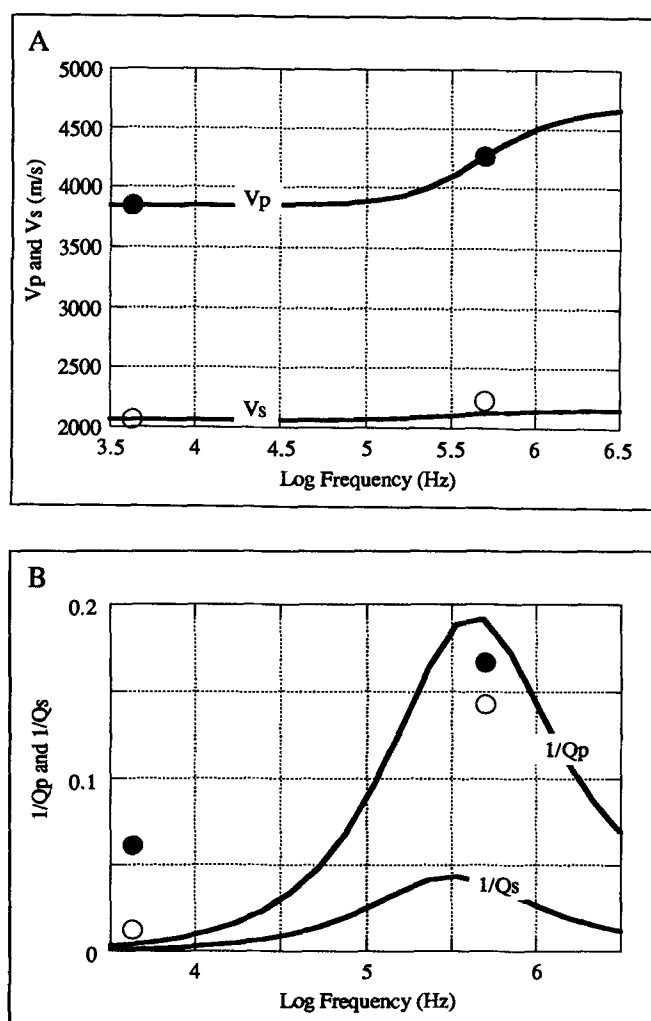 A
5000
4500
4000
3500
3000
2500
2000
Vp and Vs (m/s)
Vp
Vs
3.5 4 4.5 5 5.5 6 6.5
Log Frequency (Hz)
B
0.2
0.1
0
1/Qp and 1/Qs
1/Qp
1/Qs
4 5 6
Log Frequency (Hz)